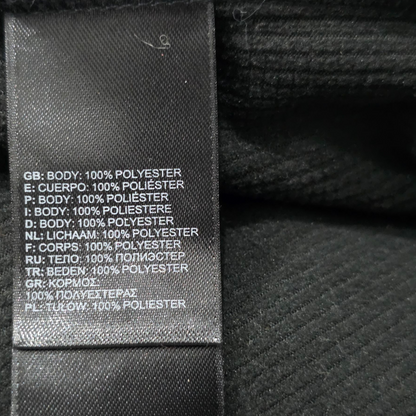 GB: BODY: 100% POLYESTER
E: CUERPO: 100% POLIÉSTER
P: BODY: 100% POLIÉSTER
I: BODY: 100% POLIESTERE
D: BODY: 100% POLYESTER
NL: LICHAAM: 100% POLYESTER
F: CORPS: 100% POLYESTER
RU: ТЕЛО: 100% ПОЛИЭСТЕР
TR: BEDEN: 100% POLYESTER
GR: ΚΟΡΜΟΣ:
100% ΠΟΛΥΕΣΤΕΡΑΣ
PL: TUŁOW: 100% POLIESTER